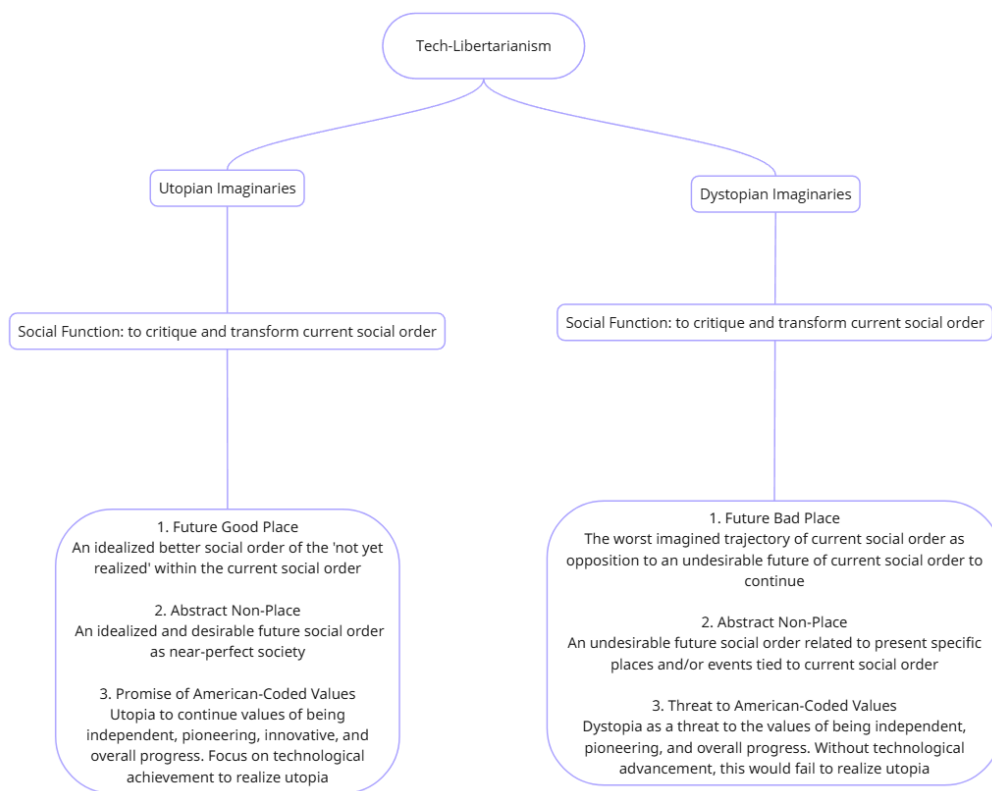 Tech-Libertarianism
Utopian Imaginaries
Dystopian Imaginaries
Social Function: to critique and transform current social order
Social Function: to critique and transform current social order
1. Future Good Place
An idealized better social order of the 'not yet
realized' within the current social order
2. Abstract Non-Place
An idealized and desirable future social order
as near-perfect society
3. Promise of American-Coded Values
Utopia to continue values of being
independent, pioneering, innovative, and
overall progress. Focus on technological
achievement to realize utopia
1. Future Bad Place
The worst imagined trajectory of current social order as
opposition to an undesirable future of current social order to
continue
2. Abstract Non-Place
An undesirable future social order related to present specific
places and/or events tied to current social order
3. Threat to American-Coded Values
Dystopia as a threat to the values of being independent,
pioneering, and overall progress. Without technological
advancement, this would fail to realize utopia